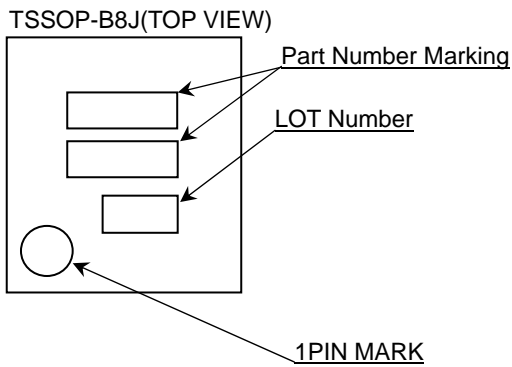 TSSOP-B8J(TOP VIEW)
Part Number Marking
LOT Number
1PIN MARK